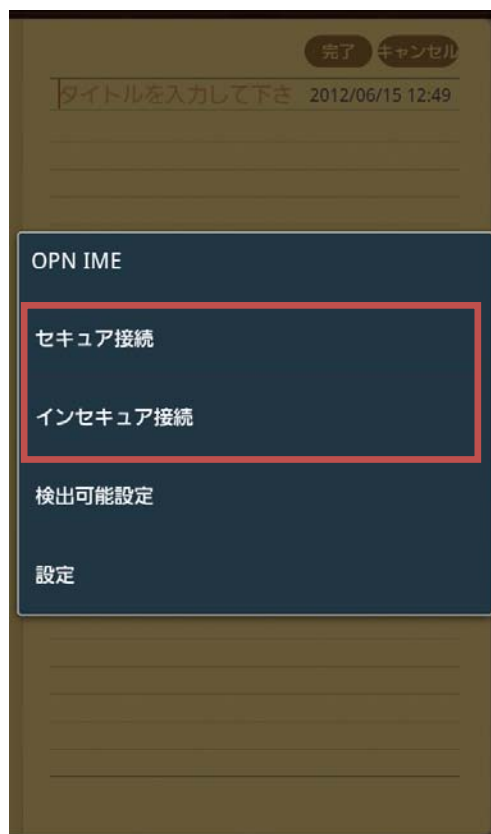 完了 キャンセル
タイトルを入力して下さ 2012/06/15 12:49
OPN IME
セキュア接続
インセキュア接続
検出可能設定
設定